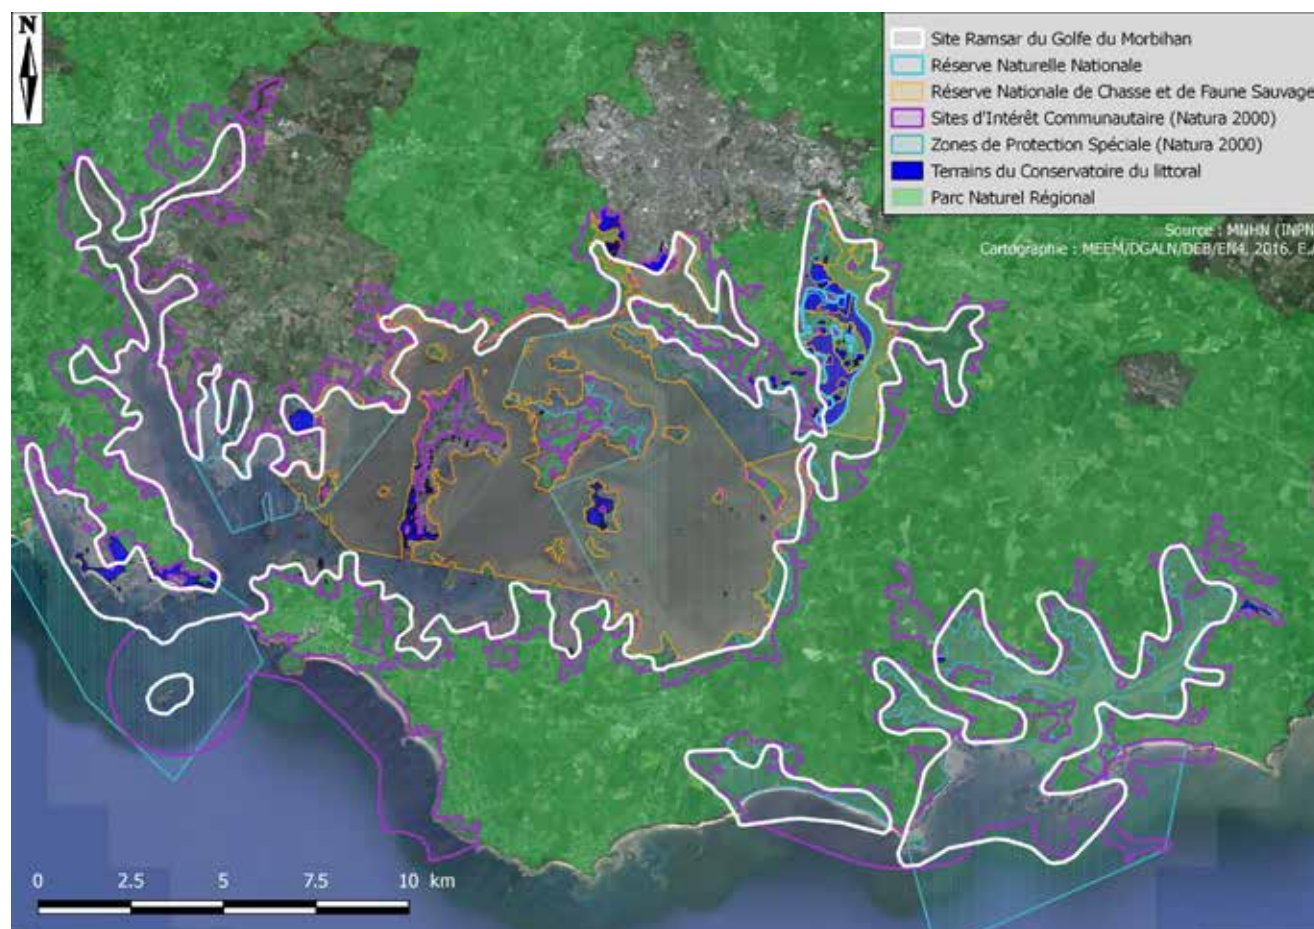 N
Site Ramsar du Golfe du Morbihan
Réserve Naturelle Nationale
Réserve Nationale de Chasse et de Faune Sauvage
Sites d'Intérêt Communautaire (Natura 2000)
Zones de Protection Spéciale (Natura 2000)
Terrains du Conservatoire du littoral
Parc Naturel Régional
Source : MNHN (INPN
Cartographie : MEEM/DGALN/DEB/EN4, 2016, E.
0 2.5 5 7.5 10 km